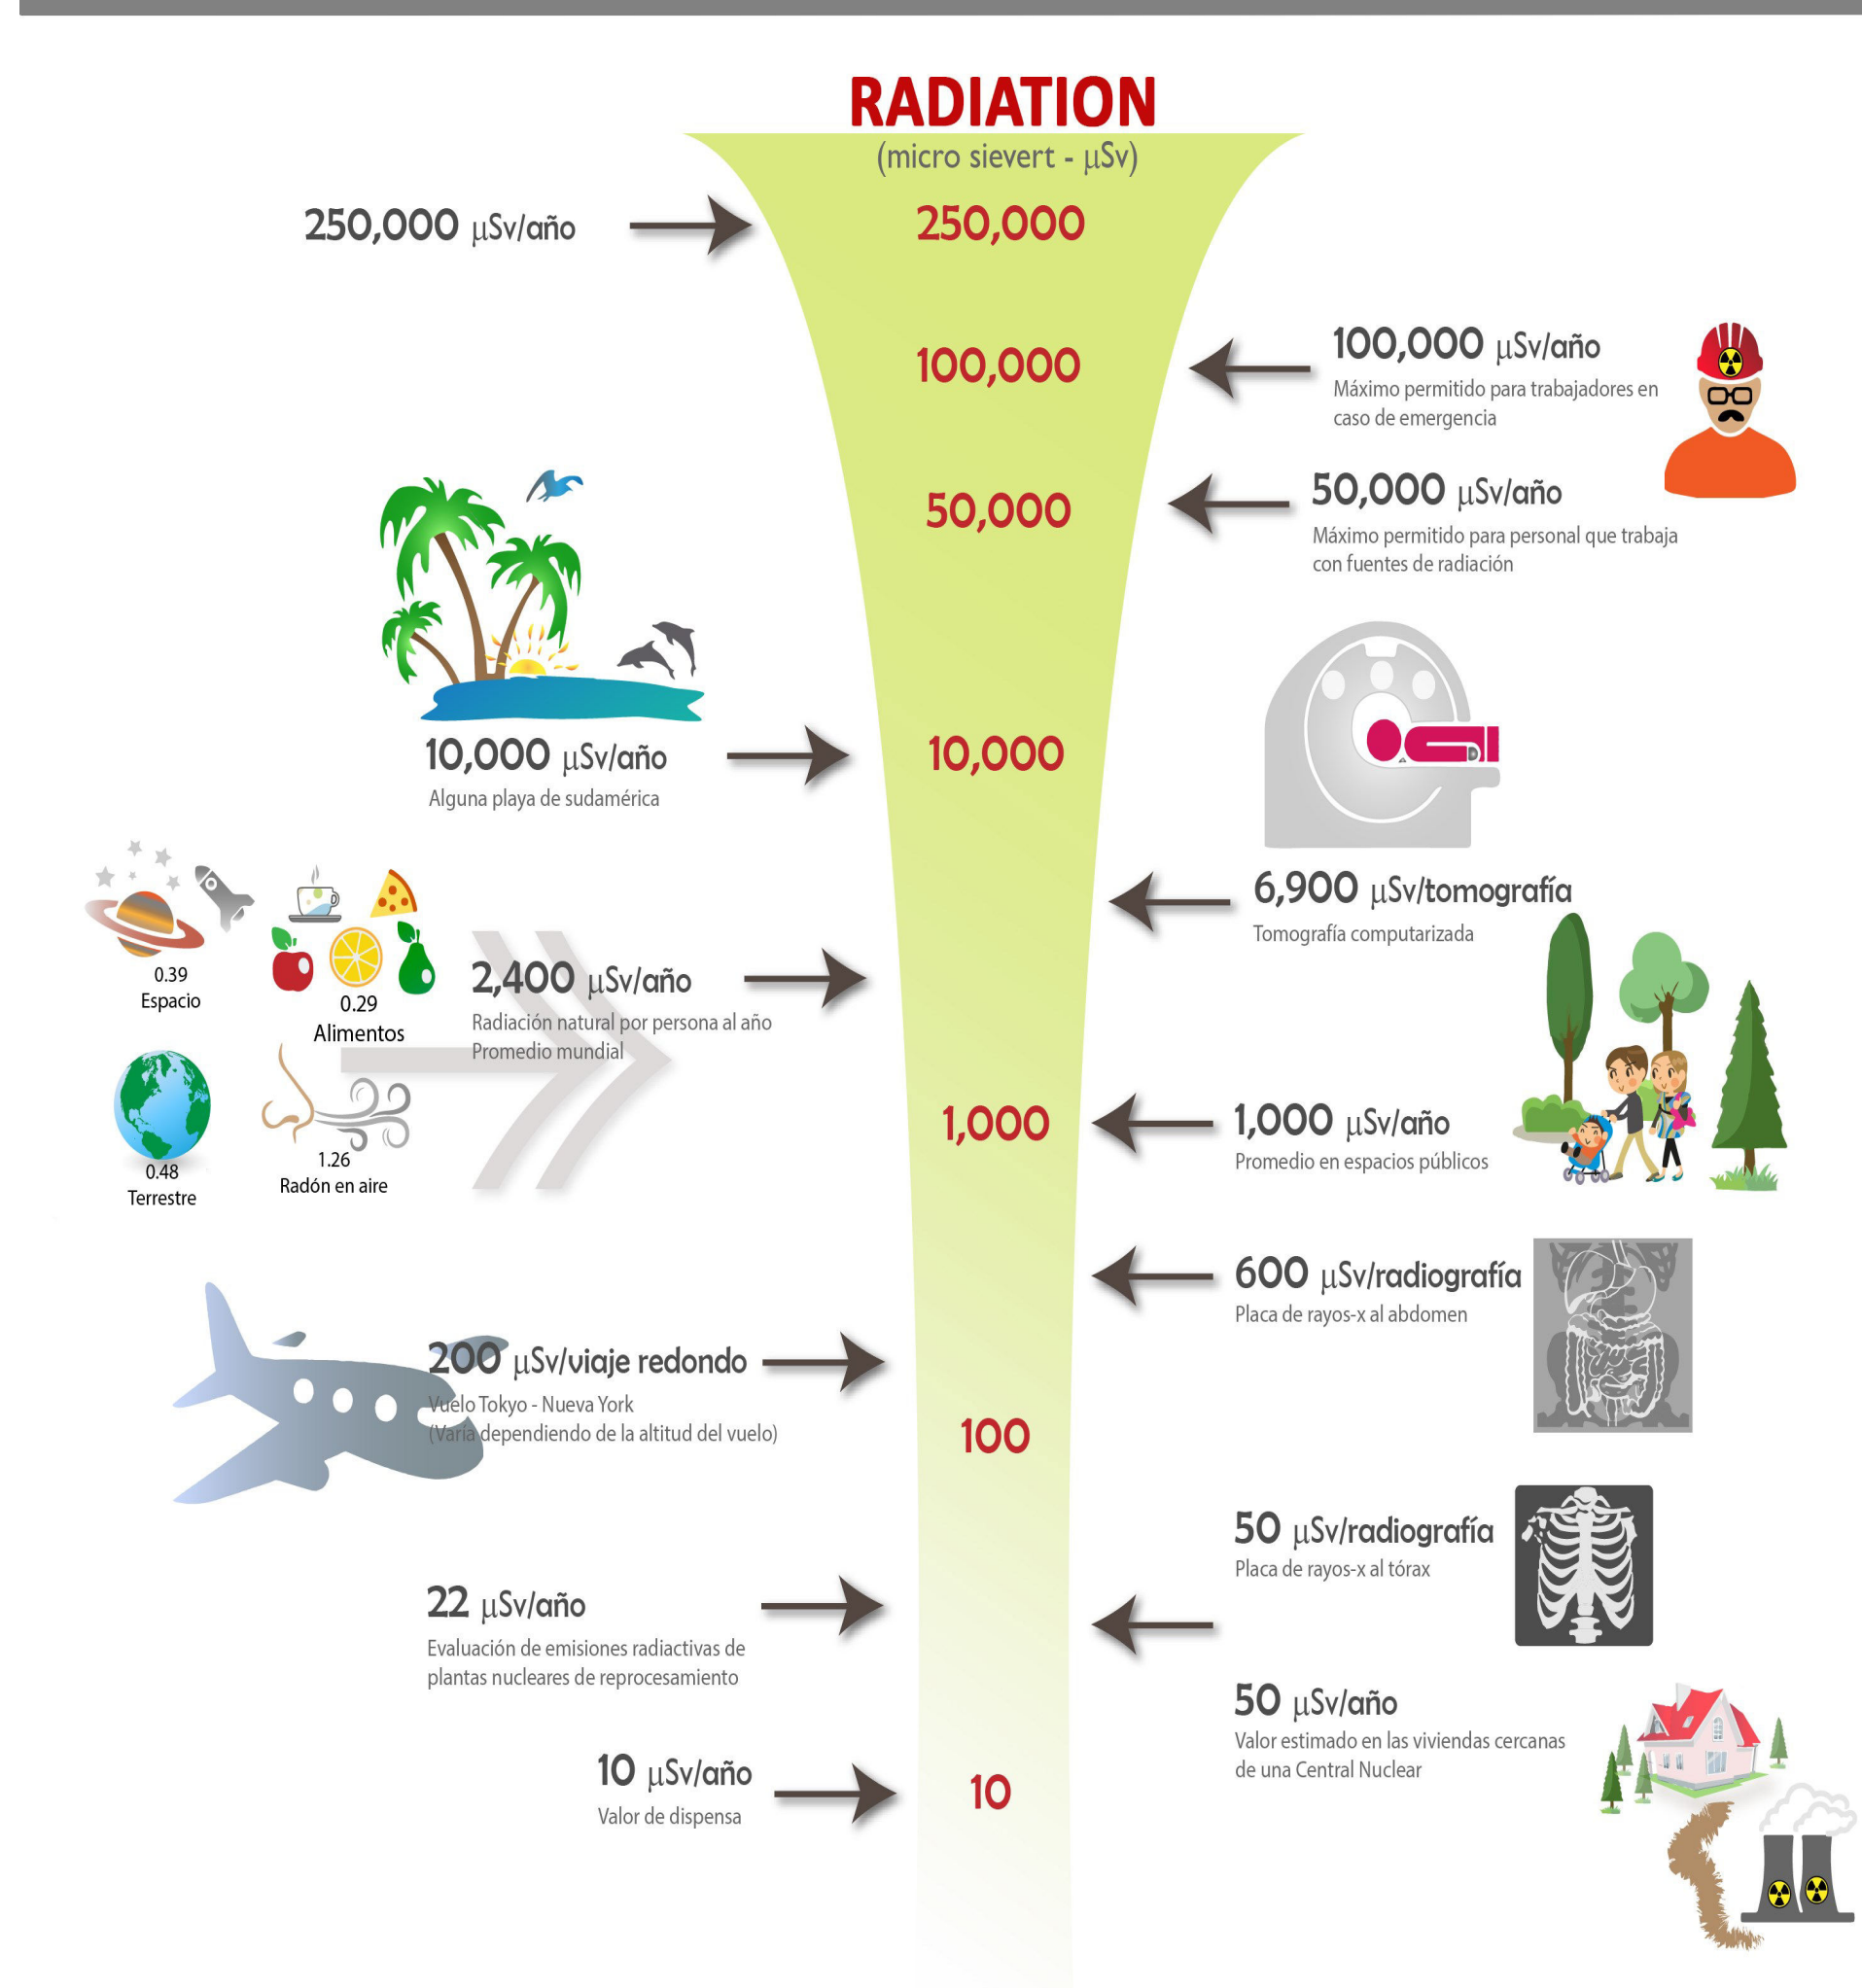 RADIATION
(micro sievert - µSv)
250,000 µSv/año
250,000
100,000
100,000 µSv/año
Máximo permitido para trabajadores en
caso de emergencia
50,000
50,000 µSv/año
Máximo permitido para personal que trabaja
con fuentes de radiación
10,000 µSv/año
Alguna playa de sudamérica
10,000
6,900 µSv/tomografía
Tomografía computarizada
0.39
Espacio
0.29
Alimentos
0.48
Terrestre
1.26
Radón en aire
2,400 µSv/año
Radiación natural por persona al año
Promedio mundial
1,000
1,000 µSv/año
Promedio en espacios públicos
600 µSv/radiografía
Placa de rayos-x al abdomen
200 µSv/viaje redondo
Vuelo Tokyo - Nueva York
(Varía dependiendo de la altitud del vuelo)
100
50 µSv/radiografía
Placa de rayos-x al tórax
22 µSv/año
Evaluación de emisiones radiactivas de
plantas nucleares de reprocesamiento
50 µSv/año
Valor estimado en las viviendas cercanas
de una Central Nuclear
10 µSv/año
Valor de dispensa
10